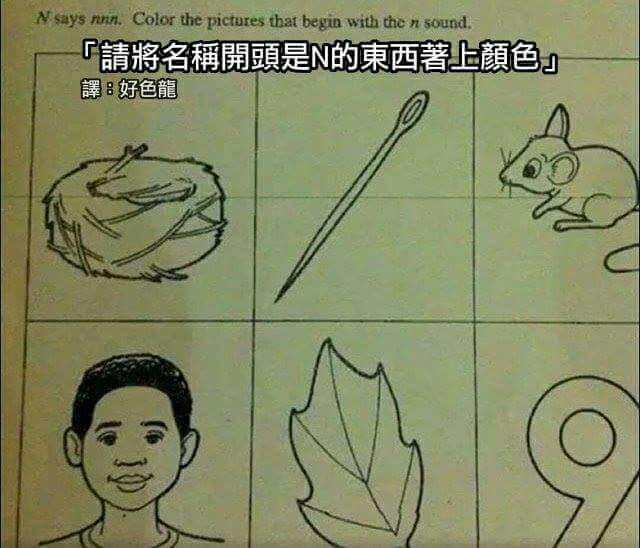 N says nnn. Color the pictures that begin with the n sound.
「請將名稱開頭是N的東西著上顏色」
譯：好色龍
9